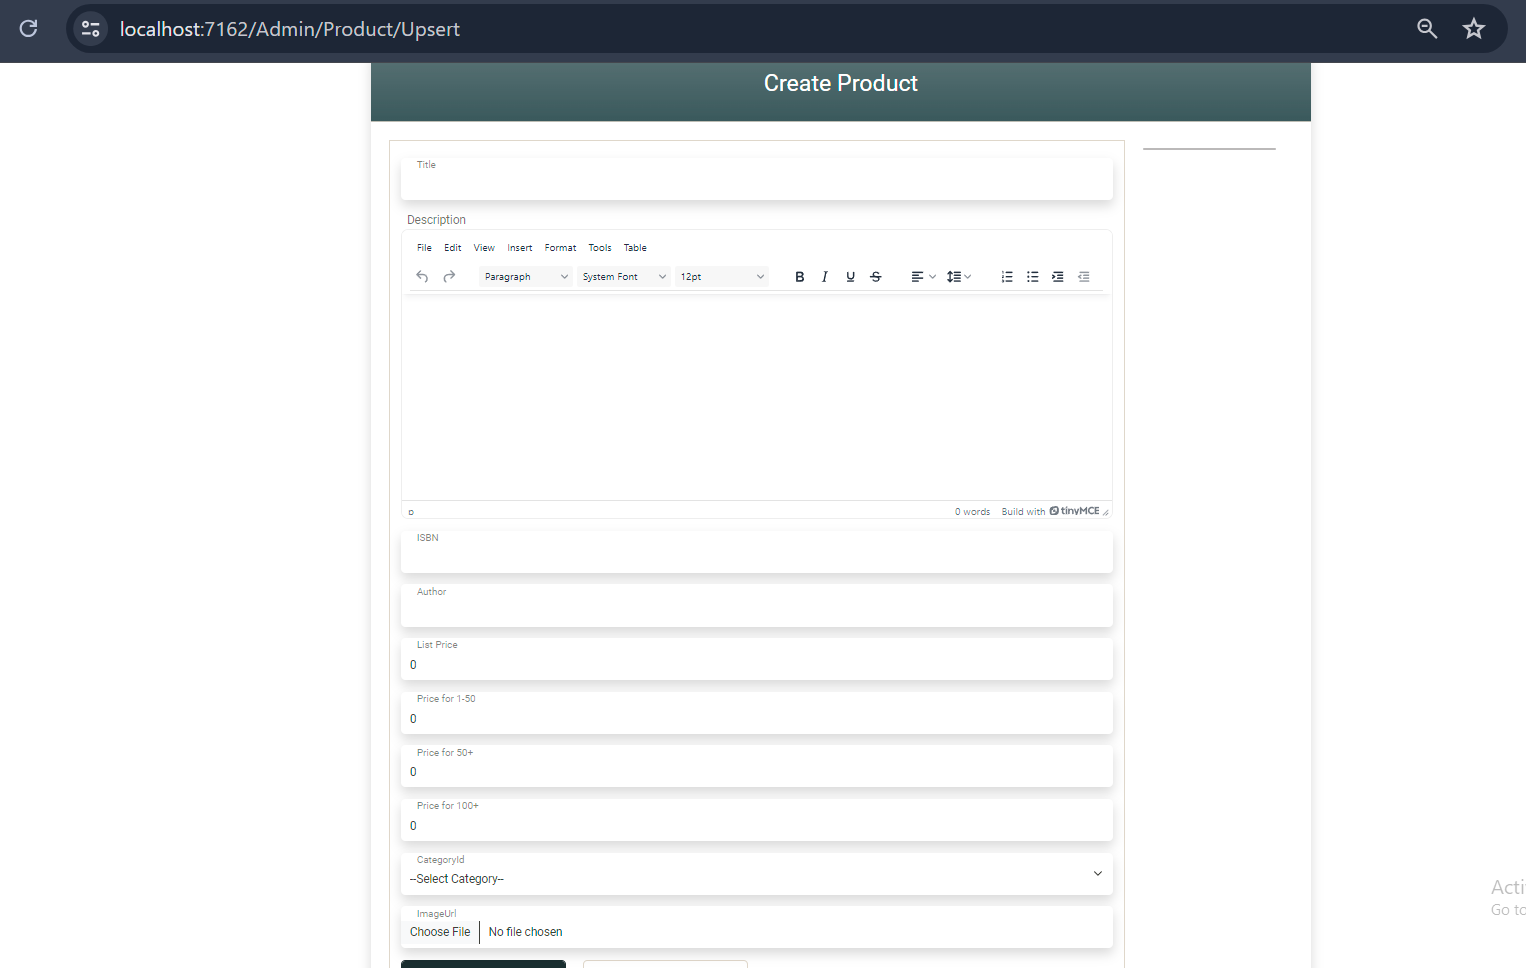 localhost:7162/Admin/Product/Upsert
Create Product
Title
Description
File Edit View Insert Format Tools Table
Paragraph System Font 12pt B I U S
p 0 words Build with tinyMCE
ISBN
Author
List Price
0
Price for 1-50
0
Price for 50+
0
Price for 100+
0
CategoryId
--Select Category--
ImageUrl
Choose File No file chosen
Acti
Go to